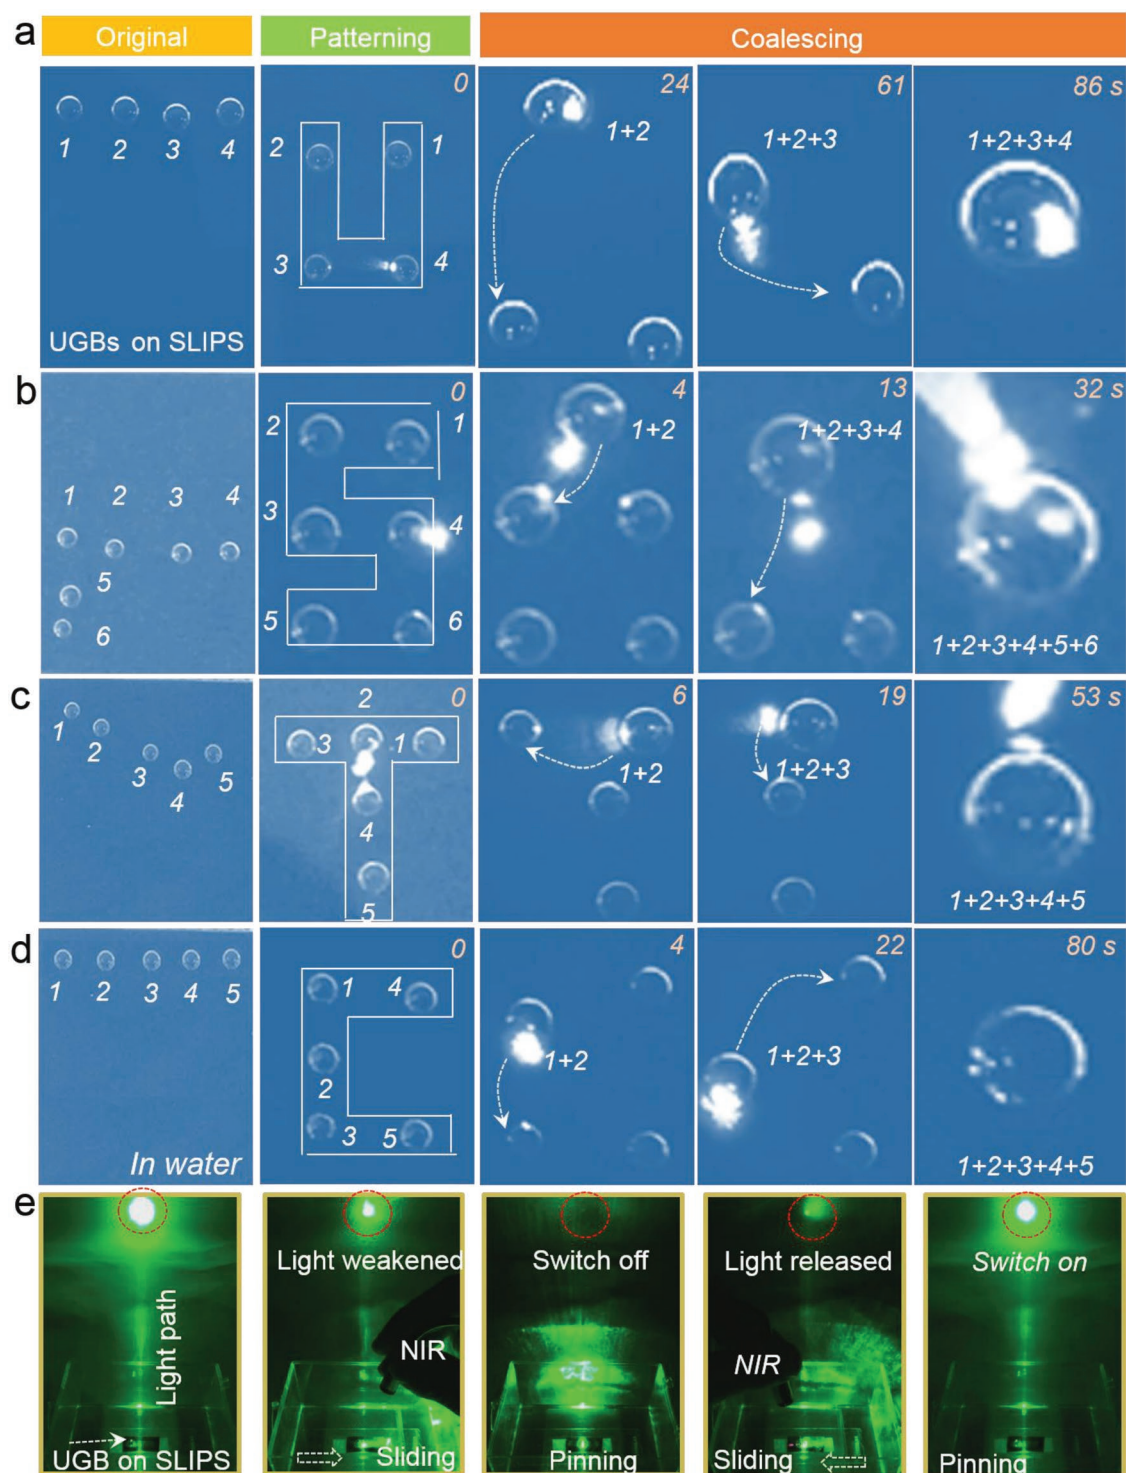 a
Original
Patterning
Coalescing
1
2
3
4
UGBs on SLIPS
0
2
1
3
4
24
1+2
61
1+2+3
86 s
1+2+3+4
b
1
2
3
4
5
6
0
2
1
3
4
5
6
4
1+2
13
1+2+3+4
32 s
1+2+3+4+5+6
c
1
2
3
4
5
0
2
3
1
4
5
6
1+2
19
1+2+3
53 s
1+2+3+4+5
d
1
2
3
4
5
In water
0
1
4
2
3
5
4
1+2
22
1+2+3
80 s
1+2+3+4+5
e
Light path
UGB on SLIPS
Light weakened
NIR
Sliding
Switch off
Pinning
Light released
NIR
Sliding
Switch on
Pinning